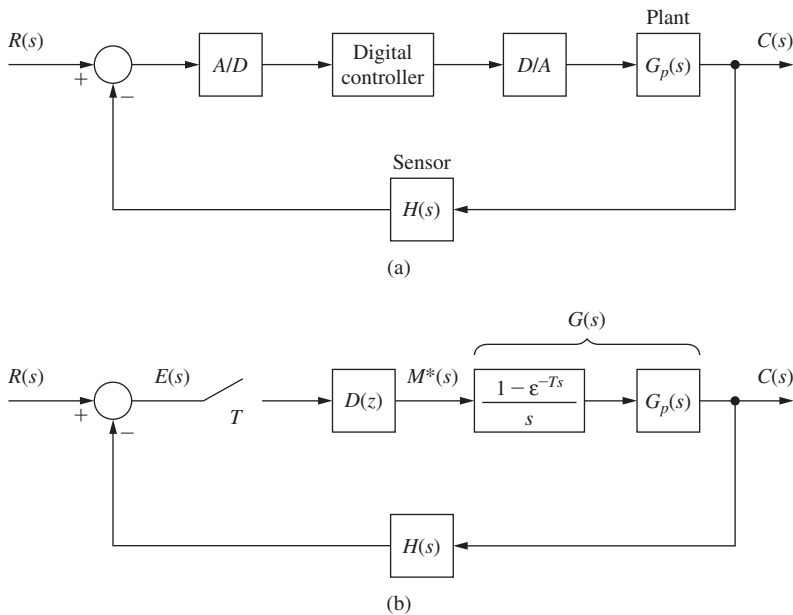 Plant
R(s) A/D Digital controller D/A G_p(s) C(s)
+
−
Sensor
H(s)
(a)
G(s)
R(s) E(s) T D(z) M*(s) 1 − ε^{−Ts} / s G_p(s) C(s)
+
−
H(s)
(b)